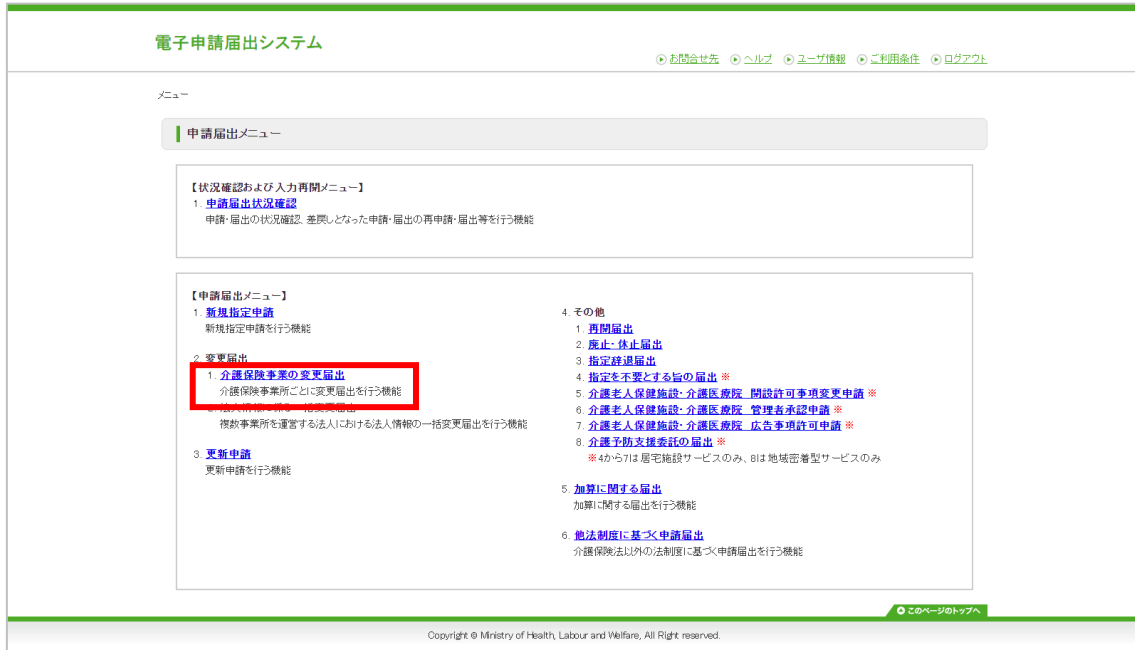 電子申請届出システム
お問合せ先 ヘルプ ユーザ情報 ご利用条件 ログアウト
メニュー
申請届出メニュー
【状況確認および入力再開メニュー】
1. 申請届出状況確認
申請・届出の状況確認、差戻しとなった申請・届出の再申請・届出等を行う機能
【申請届出メニュー】
1. 新規指定申請
新規指定申請を行う機能
2. 変更届出
1. 介護保険事業の変更届出
介護保険事業所ごとに変更届出を行う機能
複数事業所を運営する法人における法人情報の一括変更届出を行う機能
3. 更新申請
更新申請を行う機能
4. その他
1. 再開届出
2. 廃止・休止届出
3. 指定辞退届出
4. 指定を不要とする旨の届出 ※
5. 介護老人保健施設・介護医療院 開設許可事項変更申請 ※
6. 介護老人保健施設・介護医療院 管理者承認申請 ※
7. 介護老人保健施設・介護医療院 広告事項許可申請 ※
8. 介護予防支援委託の届出 ※
※4から7は居宅施設サービスのみ、8は地域密着型サービスのみ
5. 加算に関する届出
加算に関する届出を行う機能
6. 他法制度に基づく申請届出
介護保険法以外の法制度に基づく申請届出を行う機能
このページのトップへ
Copyright © Ministry of Health, Labour and Welfare, All Right reserved.